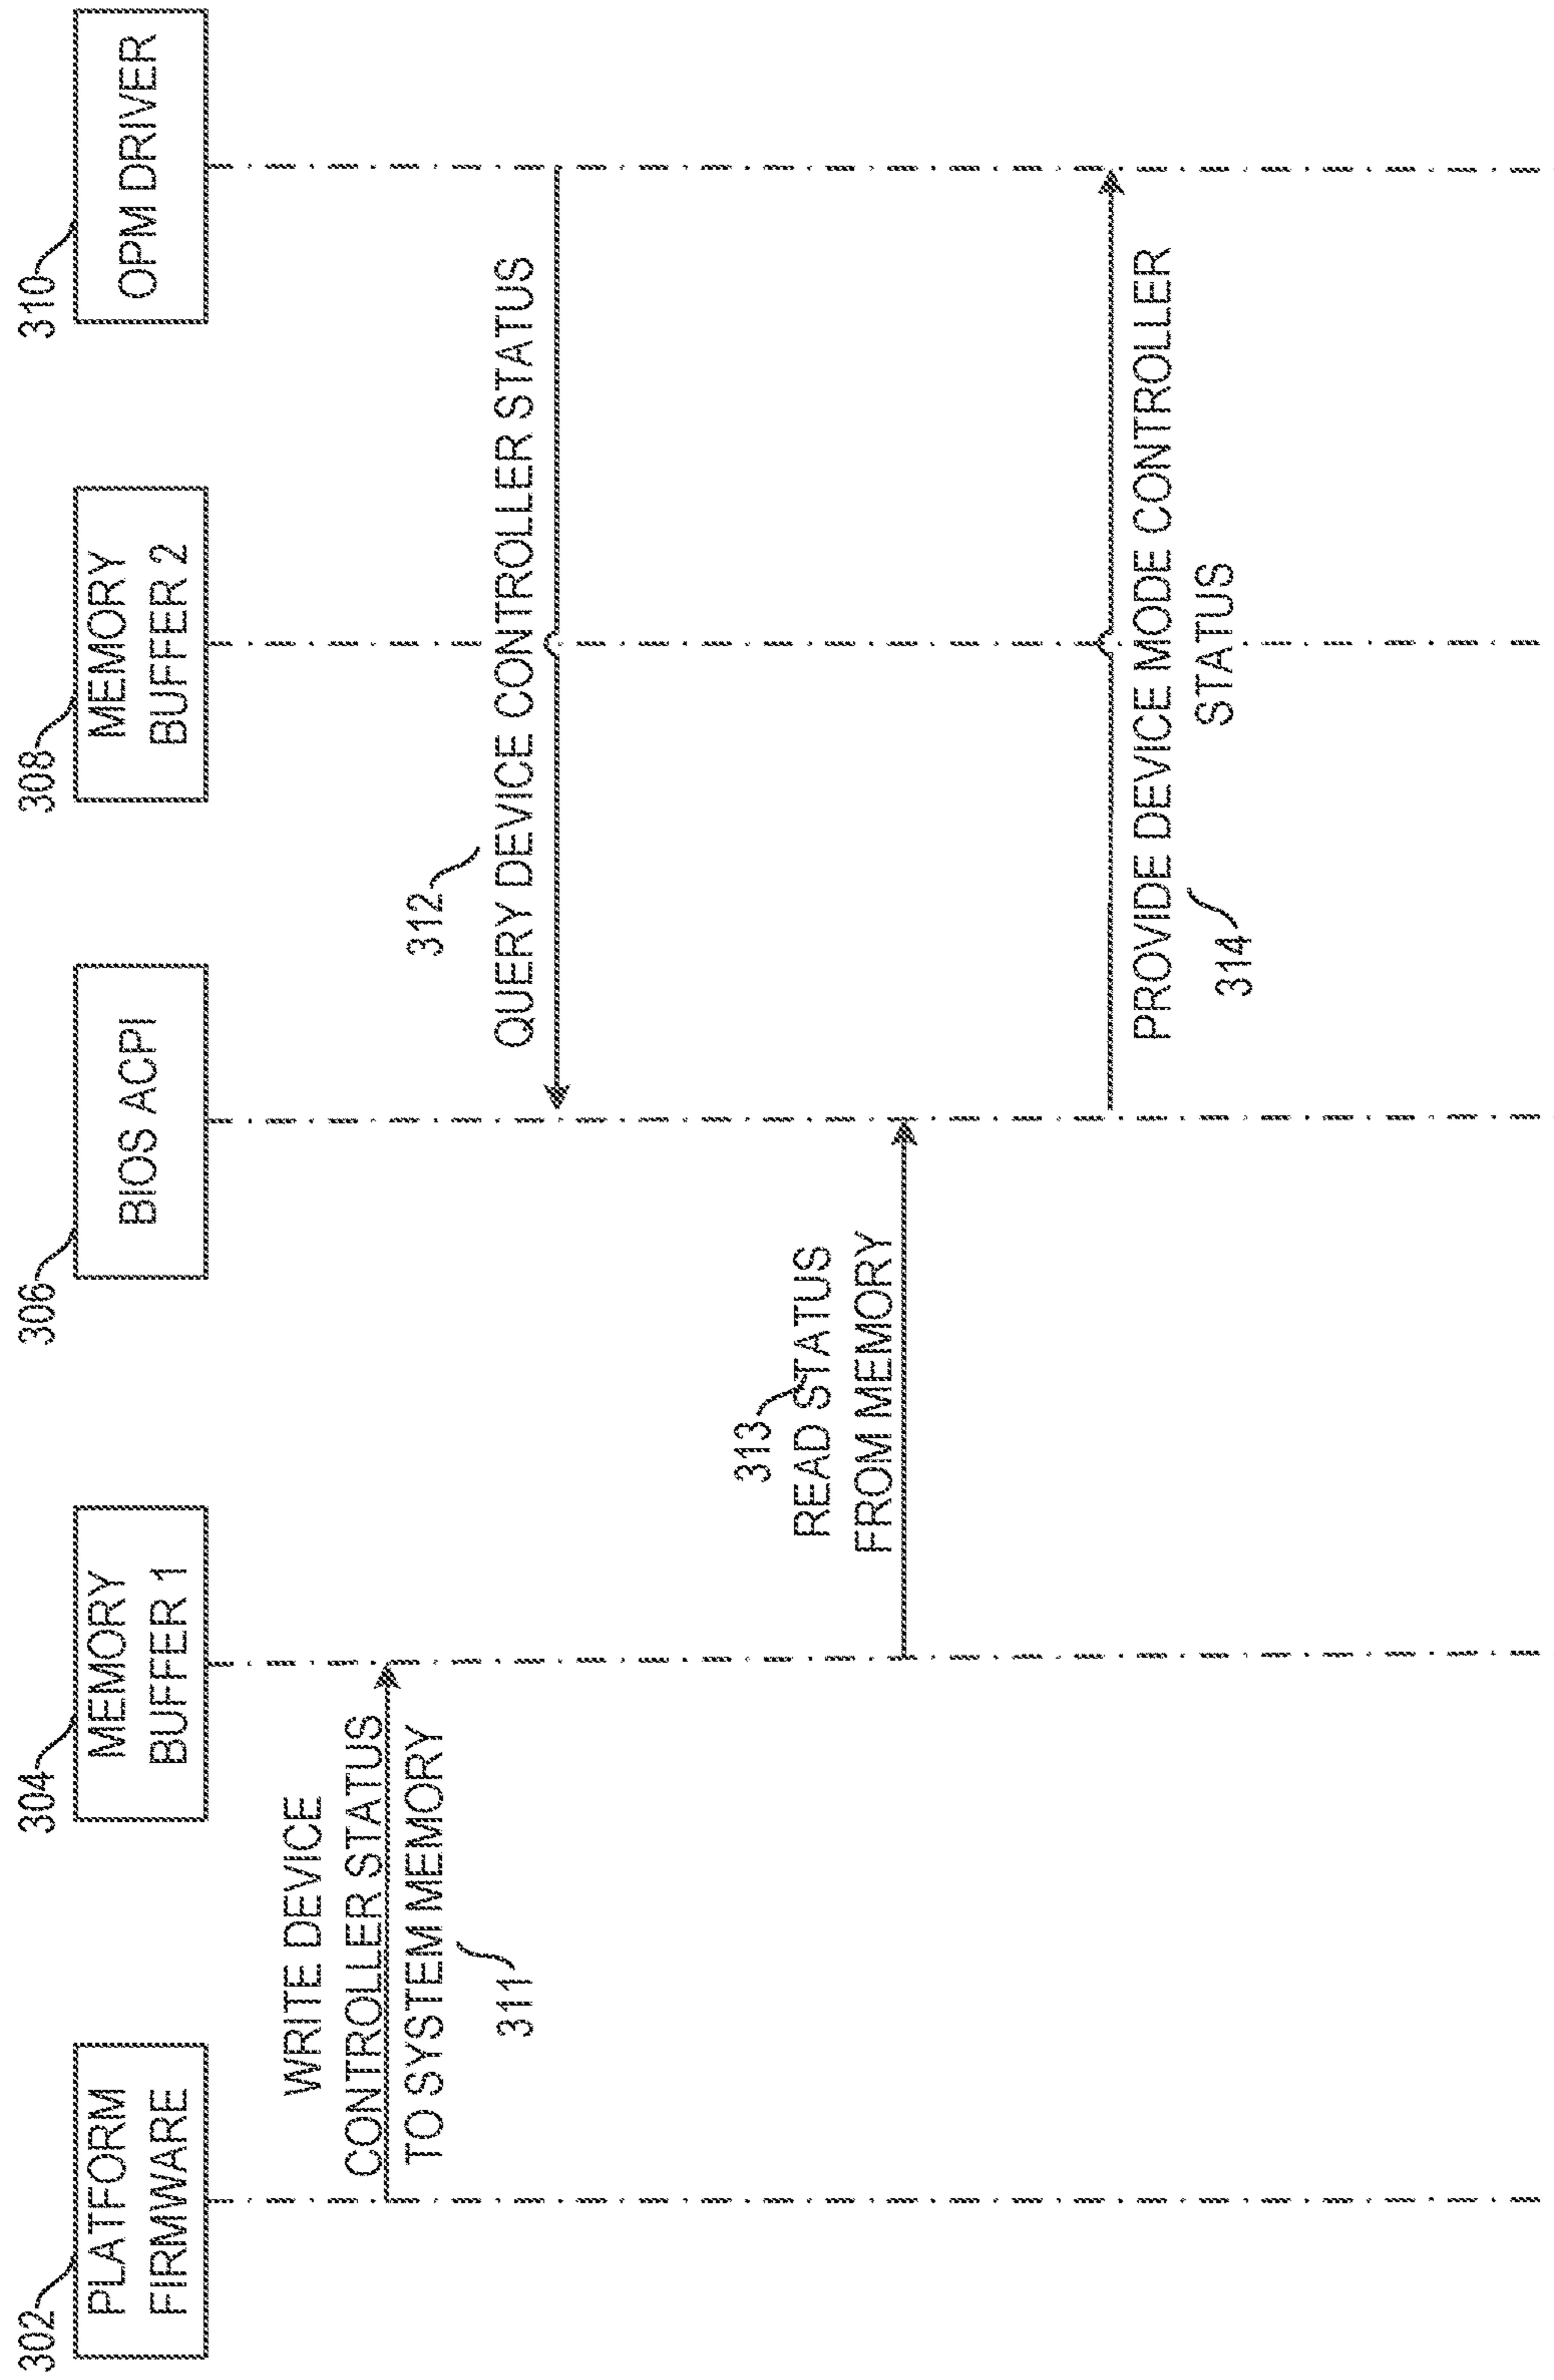 302
PLATFORM
FIRMWARE
304
MEMORY
BUFFER 1
306
BIOS ACPI
308
MEMORY
BUFFER 2
310
OPM DRIVER
WRITE DEVICE
CONTROLLER STATUS
TO SYSTEM MEMORY
311
312
QUERY DEVICE CONTROLLER STATUS
313
READ STATUS
FROM MEMORY
PROVIDE DEVICE MODE CONTROLLER
STATUS
314